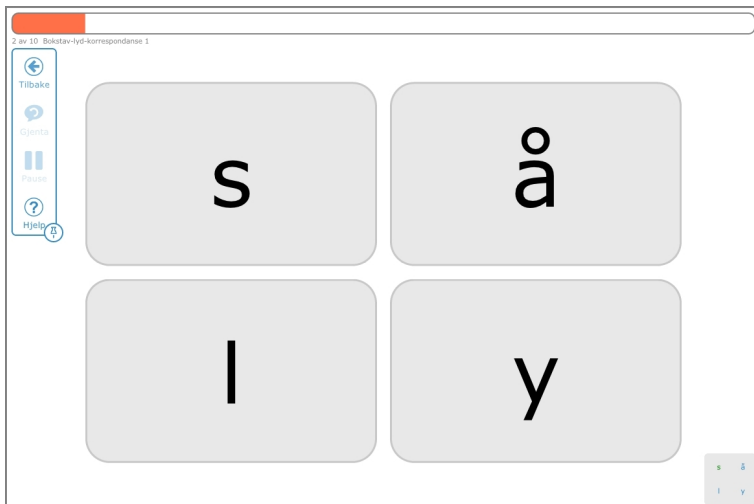 2 av 10 Bokstav-lyd-korrespondanse 1
Tilbake
Gjenta
Pause
? Hjelp
s å
l y
s å
l y